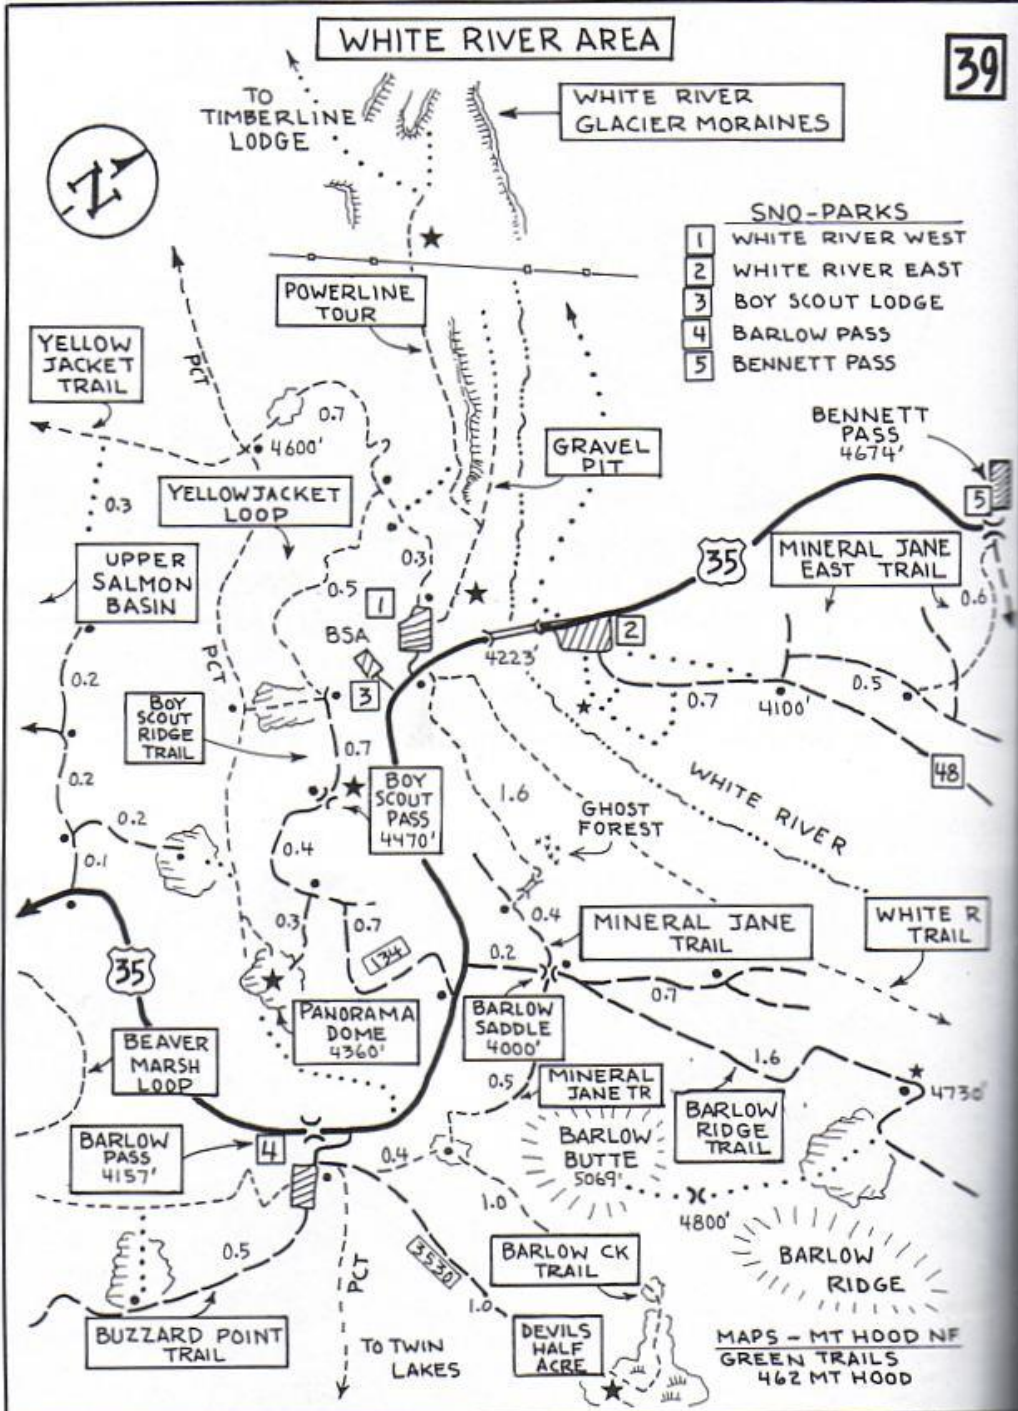 WHITE RIVER AREA
39
TO
TIMBERLINE
LODGE
WHITE RIVER
GLACIER MORAINES
N
SNO-PARKS
1 WHITE RIVER WEST
2 WHITE RIVER EAST
3 BOY SCOUT LODGE
4 BARLOW PASS
5 BENNETT PASS
POWERLINE
TOUR
YELLOW
JACKET
TRAIL
PCT
0.7
4600'
BENNETT
PASS
4674'
GRAVEL
PIT
5
YELLOWJACKET
LOOP
0.3
35
MINERAL JANE
EAST TRAIL
UPPER
SALMON
BASIN
0.3
0.5
0.6
1
BSA
2
4223'
PCT
0.2
3
0.7
4100'
0.5
BOY
SCOUT
RIDGE
TRAIL
0.7
48
0.2
BOY
SCOUT
PASS
4470'
1.6
WHITE RIVER
GHOST
FOREST
0.2
0.1
0.4
0.3
0.7
134
0.4
MINERAL JANE
TRAIL
WHITE R
TRAIL
35
0.2
0.7
PANORAMA
DOME
4360'
BARLOW
SADDLE
4000'
BEAVER
MARSH
LOOP
1.6
0.5
MINERAL
JANE TR
4730'
BARLOW
RIDGE
TRAIL
BARLOW
PASS
4157'
4
0.4
BARLOW
BUTTE
5069'
1.0
4800'
0.5
PCT
3530
1.0
BARLOW CK
TRAIL
BARLOW
RIDGE
BUZZARD POINT
TRAIL
TO TWIN
LAKES
DEVILS
HALF
ACRE
MAPS - MT HOOD NF
GREEN TRAILS
462 MT HOOD